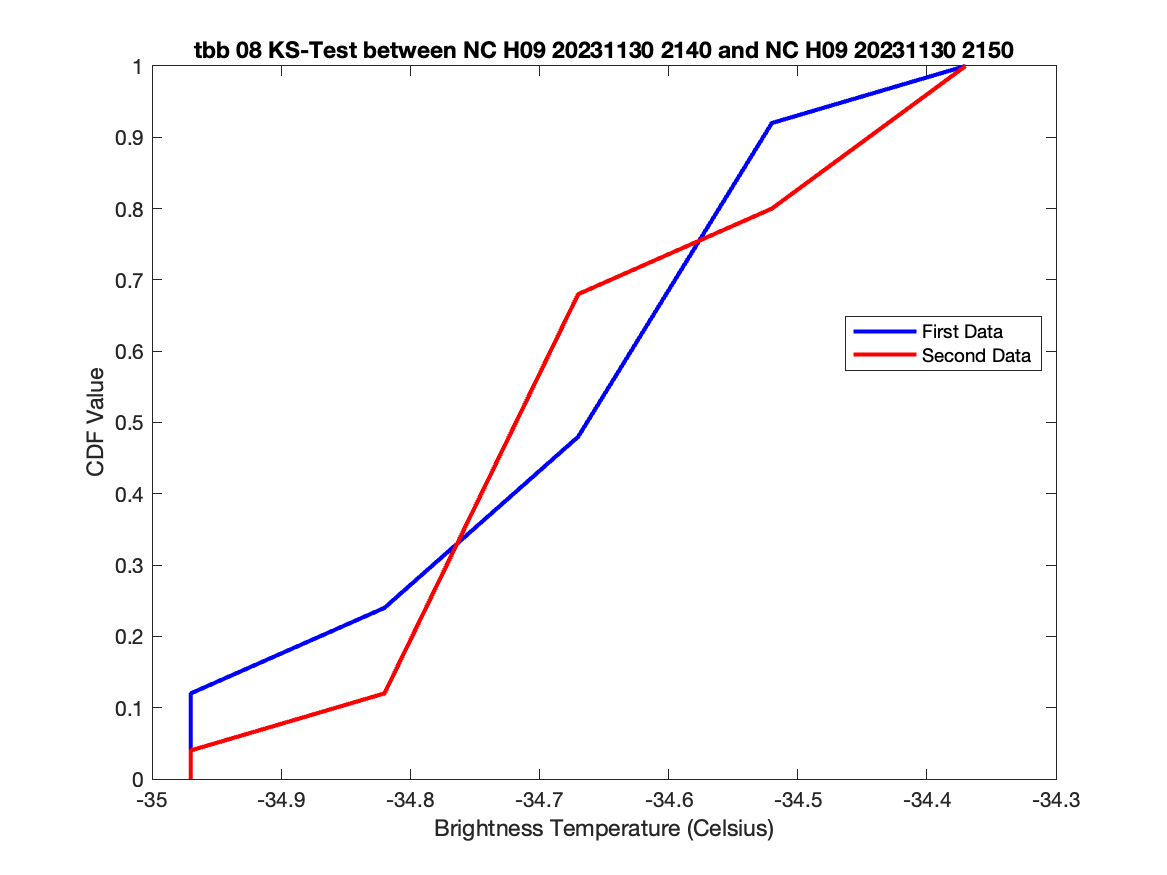 tbb 08 KS-Test between NC H09 20231130 2140 and NC H09 20231130 2150
1
0.9
0.8
0.7
0.6
0.5
0.4
0.3
0.2
0.1
0
CDF Value
First Data
Second Data
-35 -34.9 -34.8 -34.7 -34.6 -34.5 -34.4 -34.3
Brightness Temperature (Celsius)